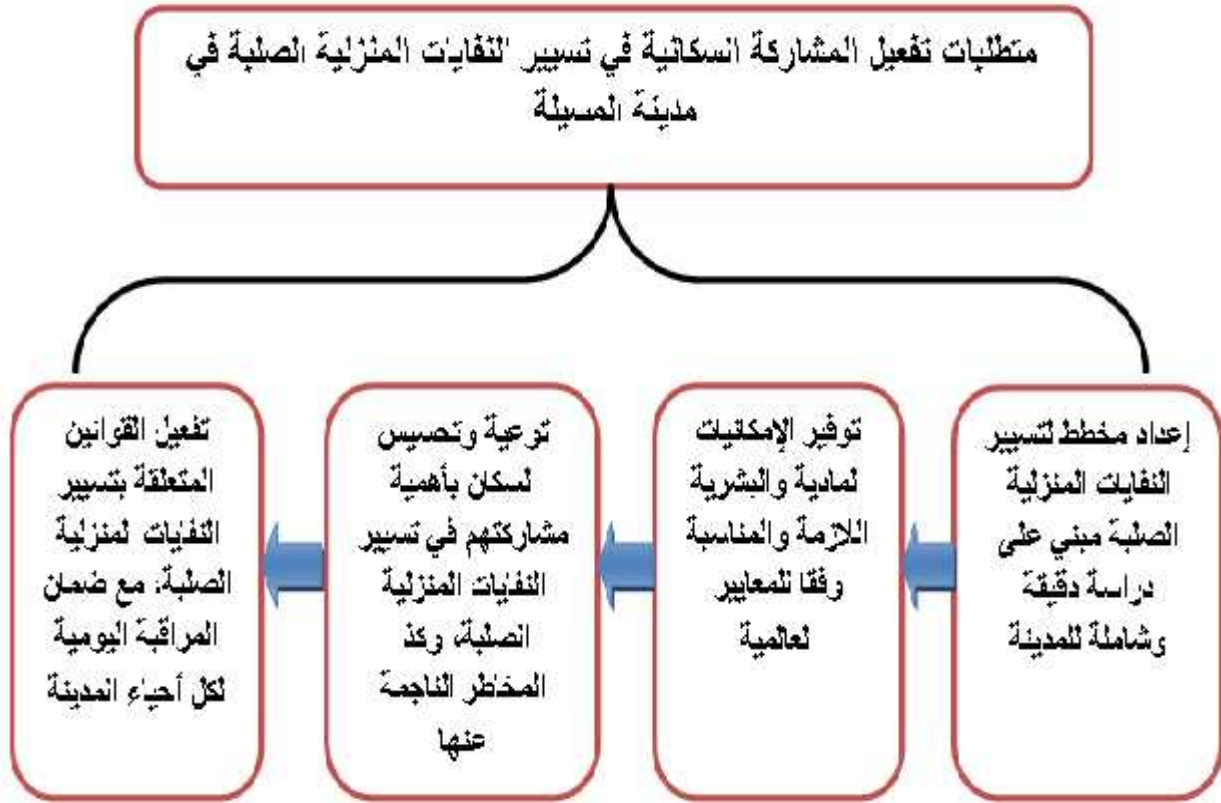 متطلبات تفعيل المشاركة السكانية في تسيير النفايات المنزلية الصلبة في
مدينة المسيلة
إعداد مخطط لتسيير
النفايات المنزلية
الصلبة مبني على
دراسة دقيقة
وشاملة للمدينة
توفير الإمكانيات
لمادية والبشرية
اللازمة والمناسبة
وفقا للمعايير
لعالمية
توعية وتحسيس
لسكان بأهمية
مشاركتهم في تسيير
النفايات المنزلية
الصلبة، وكذ
المخاطر الناجمة
عنها
تفعيل القوانين
المتعلقة بتسيير
النفايات لمنزلية
الصلبة، مع ضمان
المراقبة اليومية
لكل أحياء المدينة